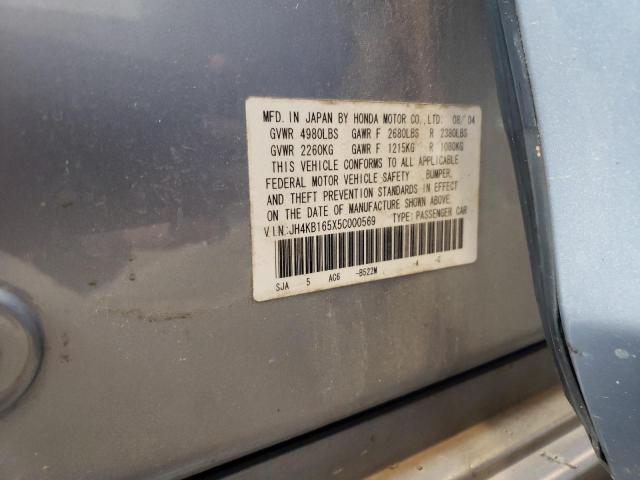 MFD. IN JAPAN BY HONDA MOTOR CO., LTD. 08/'04
GVWR 4980LBS GAWR F 2680LBS R 2380LBS
GVWR 2260KG GAWR F 1215KG R 1080KG
THIS VEHICLE CONFORMS TO ALL APPLICABLE
FEDERAL MOTOR VEHICLE SAFETY BUMPER,
AND THEFT PREVENTION STANDARDS IN EFFECT
ON THE DATE OF MANUFACTURE SHOWN ABOVE.
V.I.N:JH4KB165X5C000569 TYPE: PASSENGER CAR
SJA 5 AC6 -B522M -4 -C